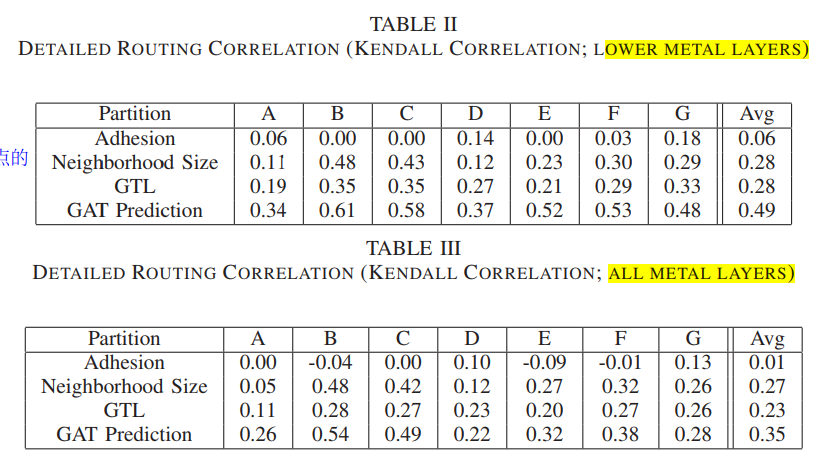 TABLE II
DETAILED ROUTING CORRELATION (KENDALL CORRELATION; LOWER METAL LAYERS)
Partition A B C D E F G Avg
Adhesion 0.06 0.00 0.00 0.14 0.00 0.03 0.18 0.06
点的
Neighborhood Size 0.11 0.48 0.43 0.12 0.23 0.30 0.29 0.28
GTL 0.19 0.35 0.35 0.27 0.21 0.29 0.33 0.28
GAT Prediction 0.34 0.61 0.58 0.37 0.52 0.53 0.48 0.49
TABLE III
DETAILED ROUTING CORRELATION (KENDALL CORRELATION; ALL METAL LAYERS)
Partition A B C D E F G Avg
Adhesion 0.00 -0.04 0.00 0.10 -0.09 -0.01 0.13 0.01
Neighborhood Size 0.05 0.48 0.42 0.12 0.27 0.32 0.26 0.27
GTL 0.11 0.28 0.27 0.23 0.20 0.27 0.26 0.23
GAT Prediction 0.26 0.54 0.49 0.22 0.32 0.38 0.28 0.35